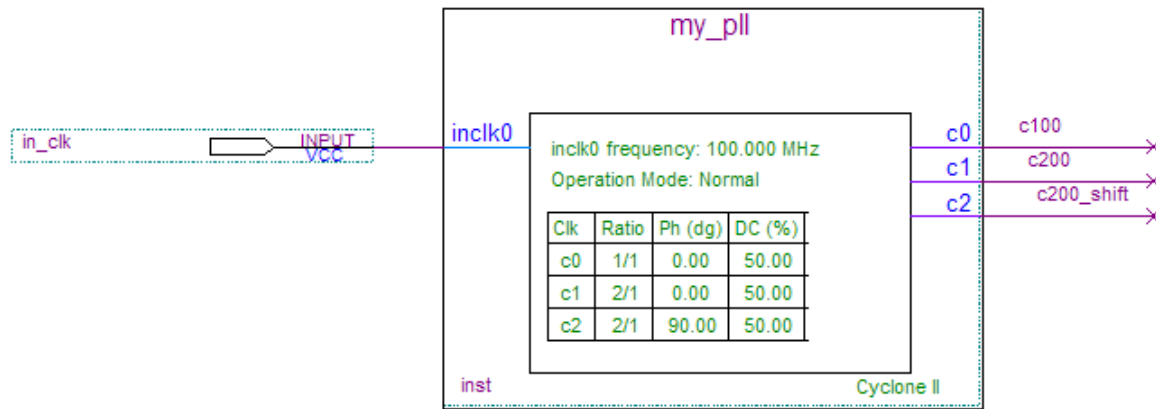 my_pll
in_clk
INPUT
VCC
inclk0
inclk0 frequency: 100.000 MHz
Operation Mode: Normal
Clk Ratio Ph (dg) DC (%)
c0 1/1 0.00 50.00
c1 2/1 0.00 50.00
c2 2/1 90.00 50.00
c0 c100
c1 c200
c2 c200_shift
inst
Cyclone II